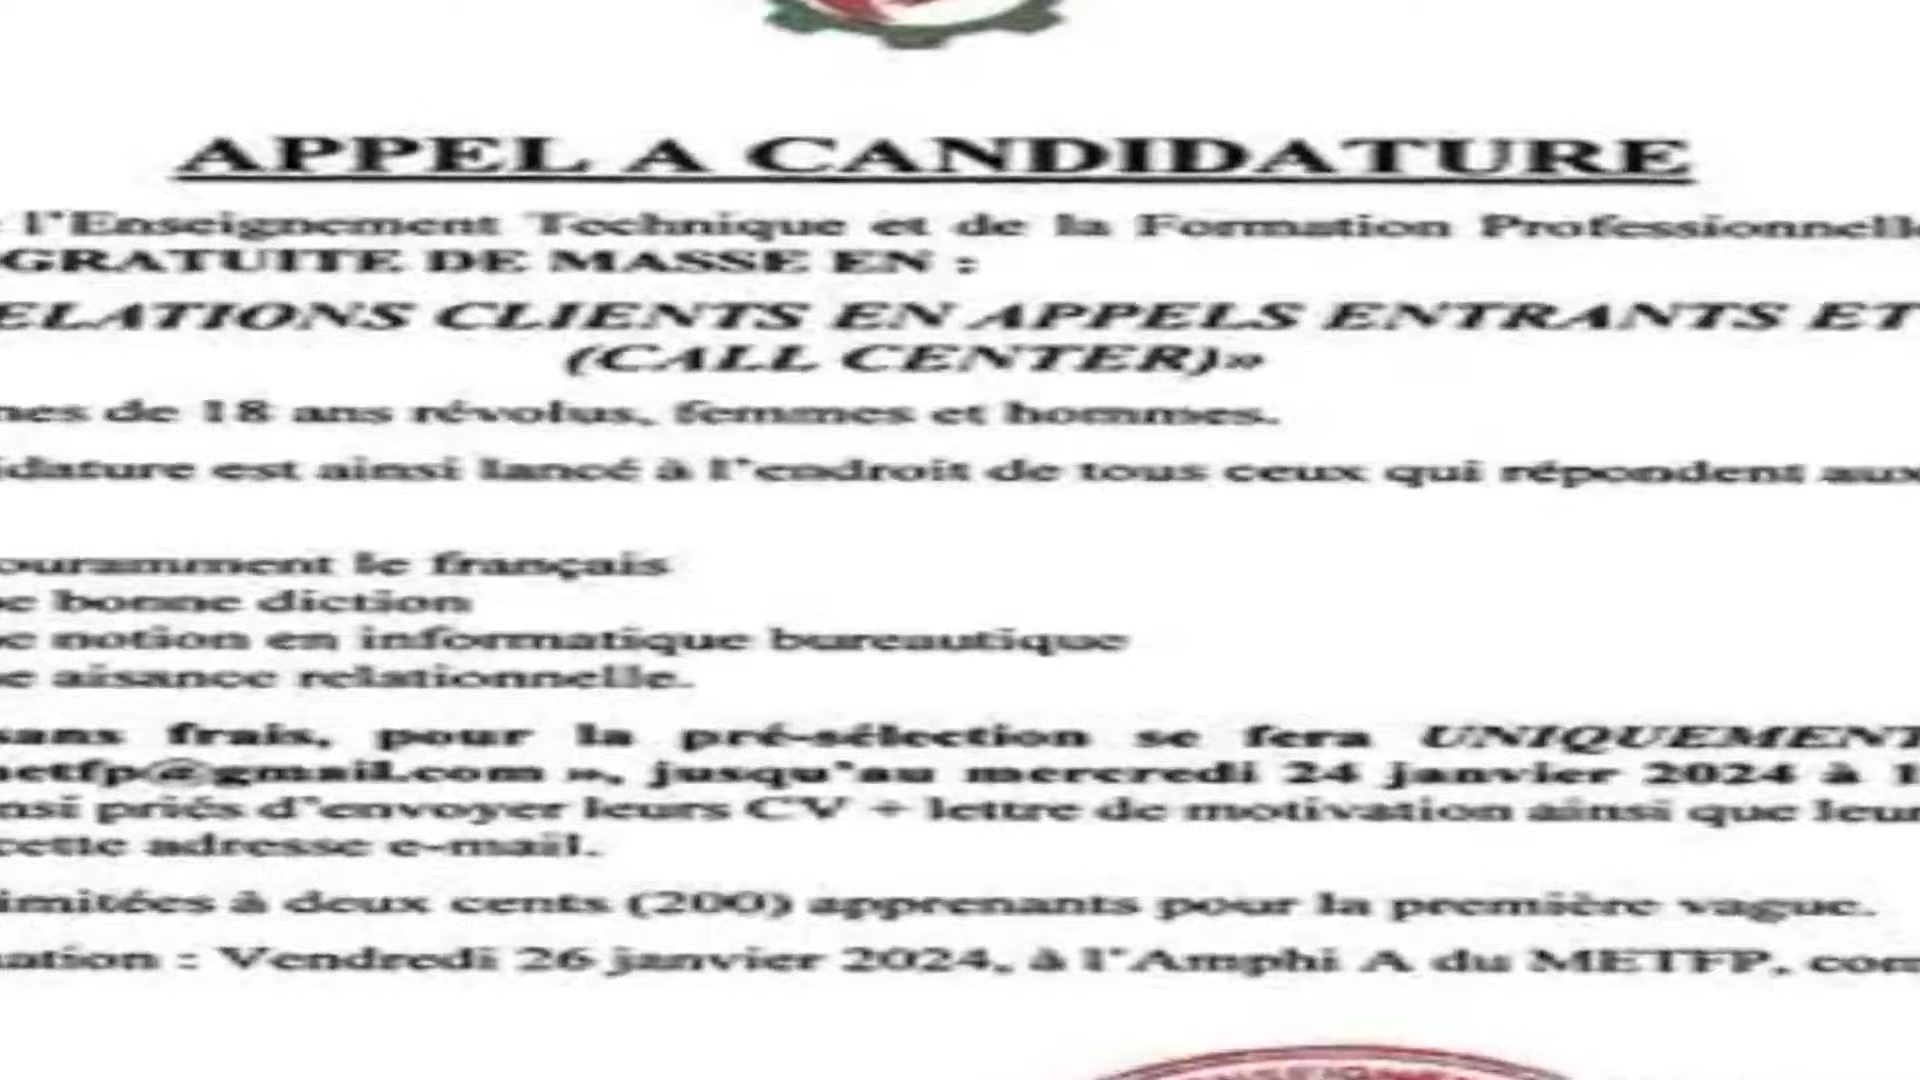 APPEL A CANDIDATURE
l'Enseignement Technique et de la Formation Professionnelle
GRATUITE DE MASSE EN :
ELATIONS CLIENTS EN APPELS ENTRANTS ET
(CALL CENTER)»
nes de 18 ans révolus, femmes et hommes.
idature est ainsi lancé à l'endroit de tous ceux qui répondent aux
ouramment le français
e bonne diction
e notion en informatique bureautique
e aisance relationnelle.
sans frais, pour la pré-sélection se fera UNIQUEMENT
netfp@gmail.com », jusqu'au mercredi 24 janvier 2024 à 1
nsi priés d'envoyer leurs CV + lettre de motivation ainsi que leur
cette adresse e-mail.
imitées à deux cents (200) apprenants pour la première vague.
ation : Vendredi 26 janvier 2024, à l'Amphi A du METFP, com